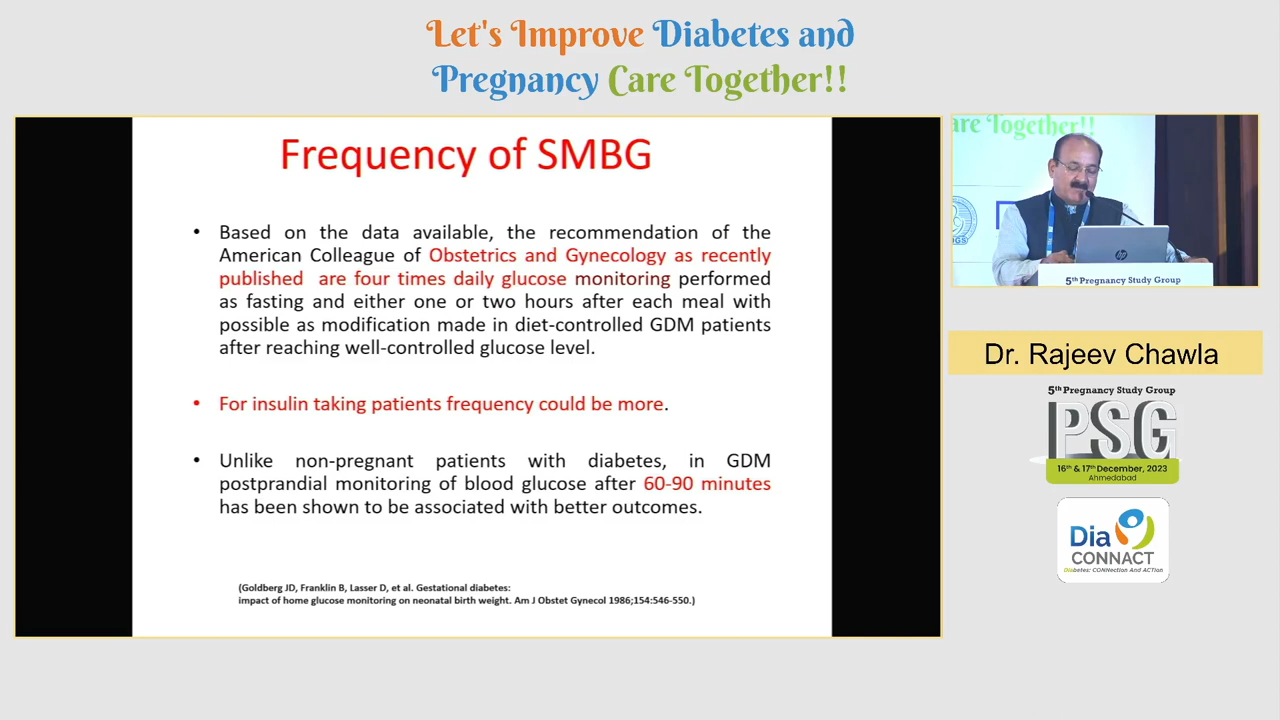 Let's Improve Diabetes and
Pregnancy Care Together!!
Frequency of SMBG
• Based on the data available, the recommendation of the
American Colleague of Obstetrics and Gynecology as recently
published are four times daily glucose monitoring performed
as fasting and either one or two hours after each meal with
possible as modification made in diet-controlled GDM patients
after reaching well-controlled glucose level.
• For insulin taking patients frequency could be more.
• Unlike non-pregnant patients with diabetes, in GDM
postprandial monitoring of blood glucose after 60-90 minutes
has been shown to be associated with better outcomes.
(Goldberg JD, Franklin B, Lasser D, et al. Gestational diabetes:
impact of home glucose monitoring on neonatal birth weight. Am J Obstet Gynecol 1986;154:546-550.)
are Together!!
hp
5th Pregnancy Study Group
Dr. Rajeev Chawla
5th Pregnancy Study Group
PSG
16th & 17th December, 2023
Ahmedabad
Dia
CONNACT
Diabetes: CONNection And ACTion